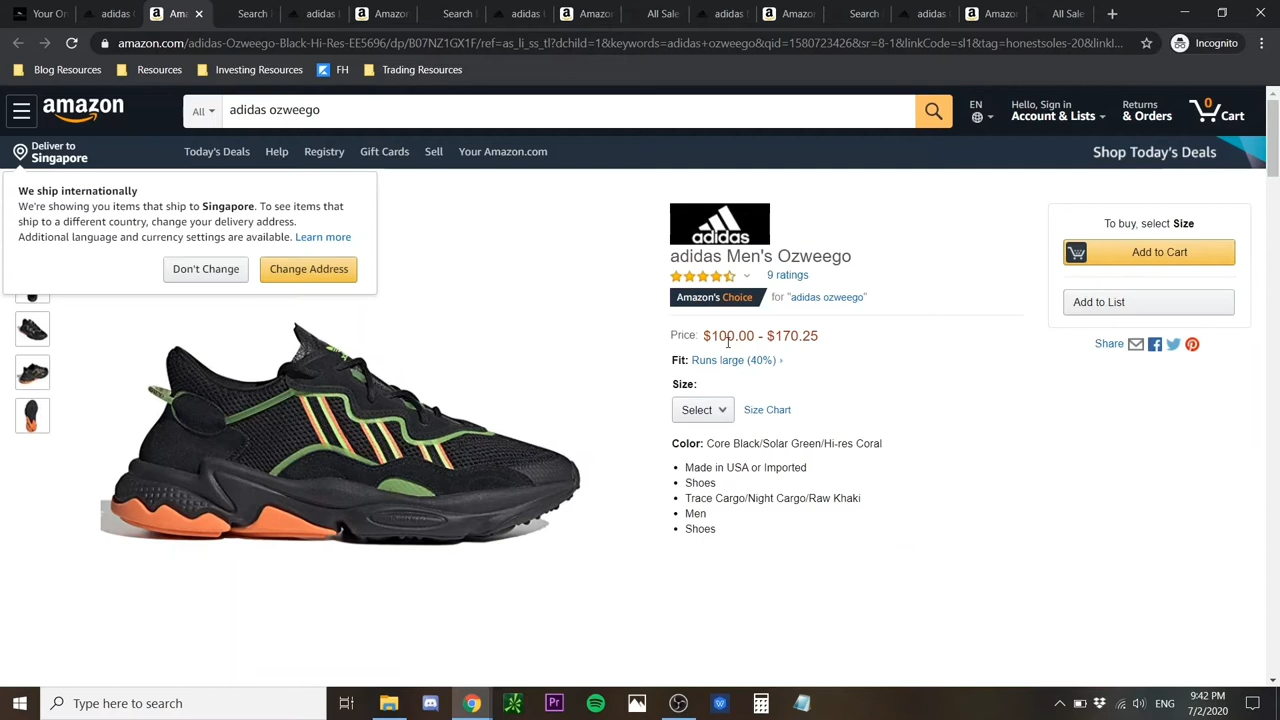 Your O
adidas
Am
Search
adidas
Amazon
Search
adidas
Amazon
All Sale
Amazon
Search
adidas
Amazon
All Sale
amazon.com/adidas-Ozweego-Black-Hi-Res-EE5696/dp/B07NZ1GX1F/ref=as_li_ss_tl?dchild=1&keywords=adidas+ozweego&qid=1580723426&sr=8-1&linkCode=sl1&tag=honestsoles-20&linkI...
Incognito
Blog Resources
Resources
Investing Resources
FH
Trading Resources
amazon
All
adidas ozweego
EN
Hello, Sign in
Account & Lists
Returns
& Orders
0
Cart
Deliver to
Singapore
Today's Deals
Help
Registry
Gift Cards
Sell
Your Amazon.com
Shop Today's Deals
We ship internationally
We're showing you items that ship to Singapore. To see items that
ship to a different country, change your delivery address.
Additional language and currency settings are available. Learn more
Don't Change
Change Address
adidas
adidas Men's Ozweego
9 ratings
Amazon's Choice for "adidas ozweego"
Price: $100.00 - $170.25
Fit: Runs large (40%) ›
Size:
Select
Size Chart
Color: Core Black/Solar Green/Hi-res Coral
• Made in USA or Imported
• Shoes
• Trace Cargo/Night Cargo/Raw Khaki
• Men
• Shoes
To buy, select Size
Add to Cart
Add to List
Share
Type here to search
Pr
ENG
9:42 PM
7/2/2020